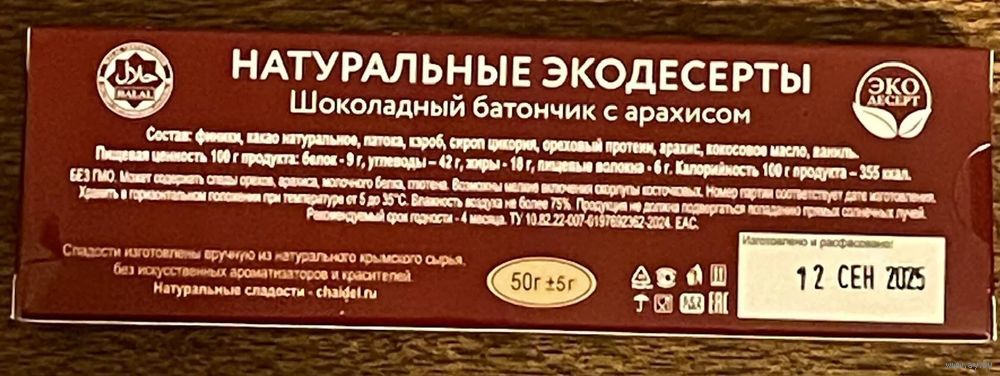 НАТУРАЛЬНЫЕ ЭКОДЕСЕРТЫ
Шоколадный батончик с арахисом
حلال
HALAL
ЭКО
ДЕСЕРТ
Состав: финики, какао натуральное, патока, кэроб, сироп цикория, ореховый протеин, арахис, кокосовое масло, ваниль.
Пищевая ценность 100 г продукта: белок - 9 г, углеводы – 42 г, жиры - 18 г, пищевые волокна - 6 г. Калорийность 100 г продукта – 355 ккал.
БЕЗ ГМО. Может содержать следы орехов, арахиса, молочного белка, глютена. Возможны мелкие включения скорлупы косточковых. Номер партии соответствует дате изготовления.
Хранить в горизонтальном положении при температуре от 5 до 35°С. Влажность воздуха не более 75%. Продукция не должна подвергаться попаданию прямых солнечных лучей.
Рекомендуемый срок годности - 4 месяца. ТУ 10.82.22-007-0197692362-2024. ЕАС.
Сладости изготовлены вручную из натурального крымского сырья,
без искусственных ароматизаторов и красителей.
Натуральные сладости - chaidel.ru
50г ±5г
EAC
Изготовлено и расфасовано:
12 СЕН 2025